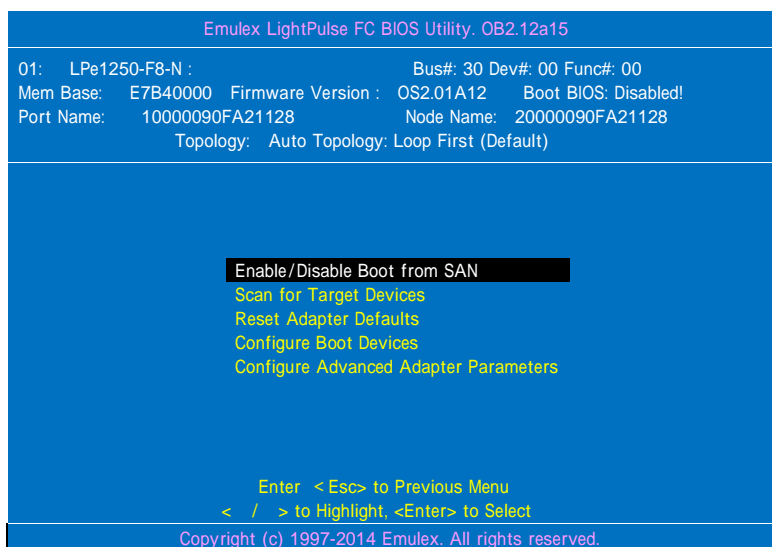 Emulex LightPulse FC BIOS Utility. OB2.12a15
01: LPe1250-F8-N : Bus#: 30 Dev#: 00 Func#: 00
Mem Base: E7B40000 Firmware Version : OS2.01A12 Boot BIOS: Disabled!
Port Name: 10000090FA21128 Node Name: 20000090FA21128
Topology: Auto Topology: Loop First (Default)
Enable/Disable Boot from SAN
Scan for Target Devices
Reset Adapter Defaults
Configure Boot Devices
Configure Advanced Adapter Parameters
Enter <Esc> to Previous Menu
< / > to Highlight, <Enter> to Select
Copyright (c) 1997-2014 Emulex. All rights reserved.